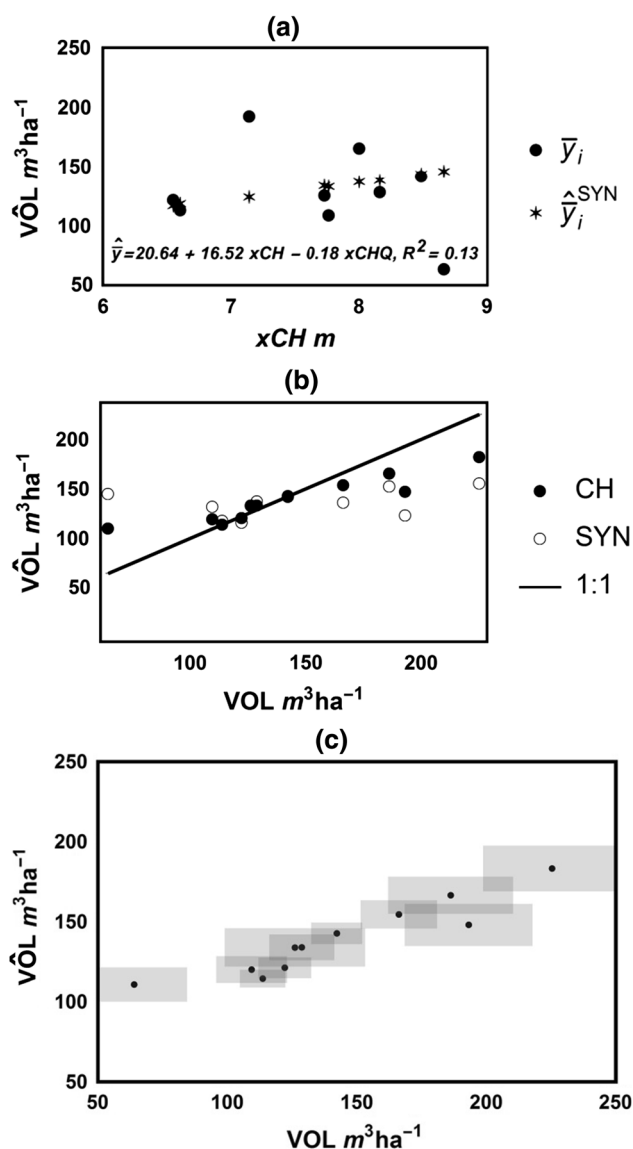 (a)
250
200
150
100
50
VÔL m³ha⁻¹
ŷ̄=20.64 + 16.52 xCH – 0.18 xCHQ, R² = 0.13
6 7 8 9
xCH m
ȳᵢ
ŷ̄ᵢSYN
(b)
200
150
100
50
VÔL m³ha⁻¹
100 150 200
VOL m³ha⁻¹
CH
SYN
1:1
(c)
250
200
150
100
50
VÔL m³ha⁻¹
50 100 150 200 250
VOL m³ha⁻¹